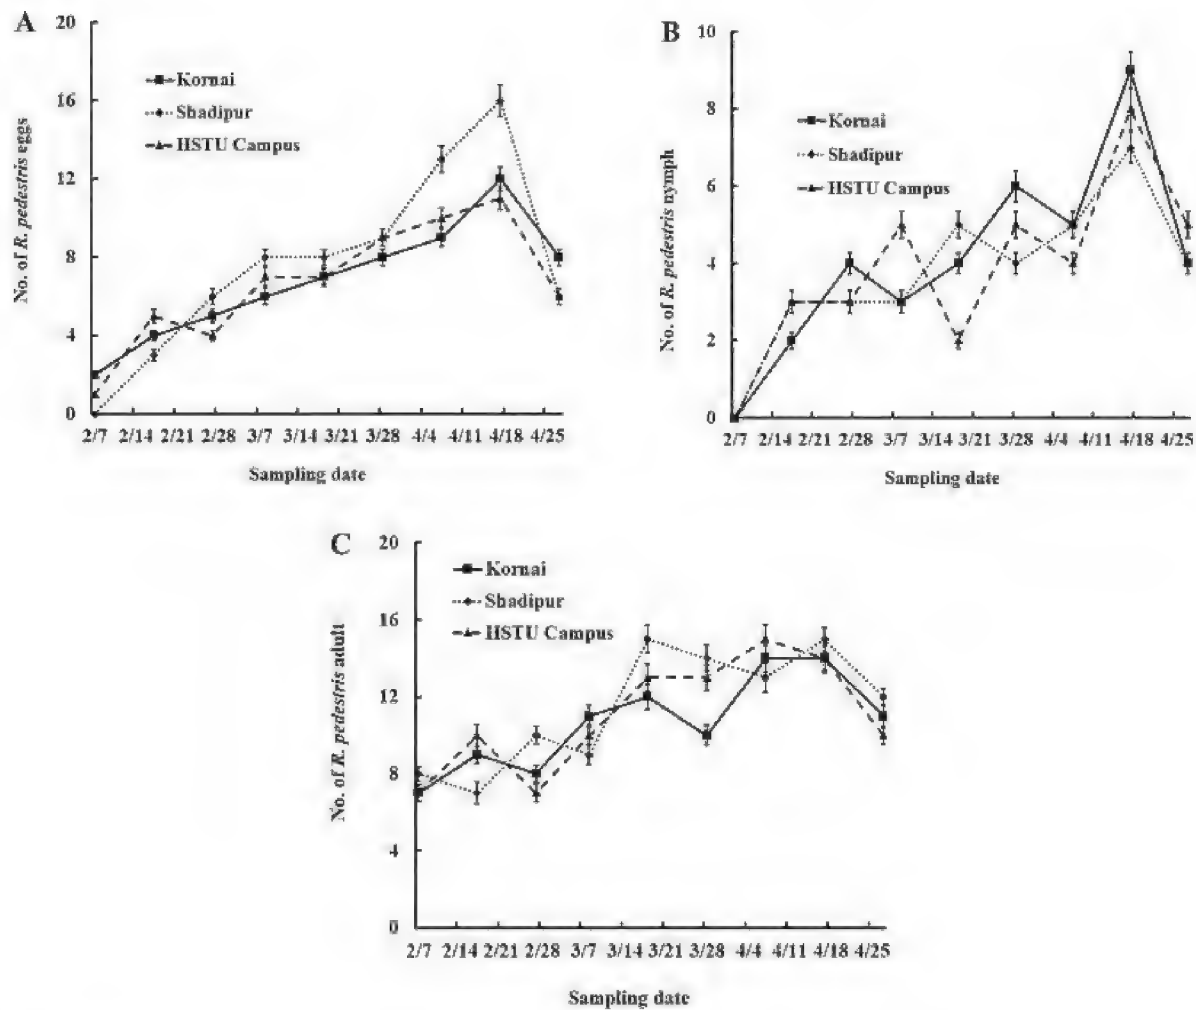 A
20
16
12
8
4
0
No. of R. pedestris eggs
Kornai
Shadipur
HSTU Campus
2/7 2/14 2/21 2/28 3/7 3/14 3/21 3/28 4/4 4/11 4/18 4/25
Sampling date
B
10
8
6
4
2
0
No. of R. pedestris nymph
Kornai
Shadipur
HSTU Campus
2/7 2/14 2/21 2/28 3/7 3/14 3/21 3/28 4/4 4/11 4/18 4/25
Sampling date
C
20
16
12
8
4
0
No. of R. pedestris adult
Kornai
Shadipur
HSTU Campus
2/7 2/14 2/21 2/28 3/7 3/14 3/21 3/28 4/4 4/11 4/18 4/25
Sampling date